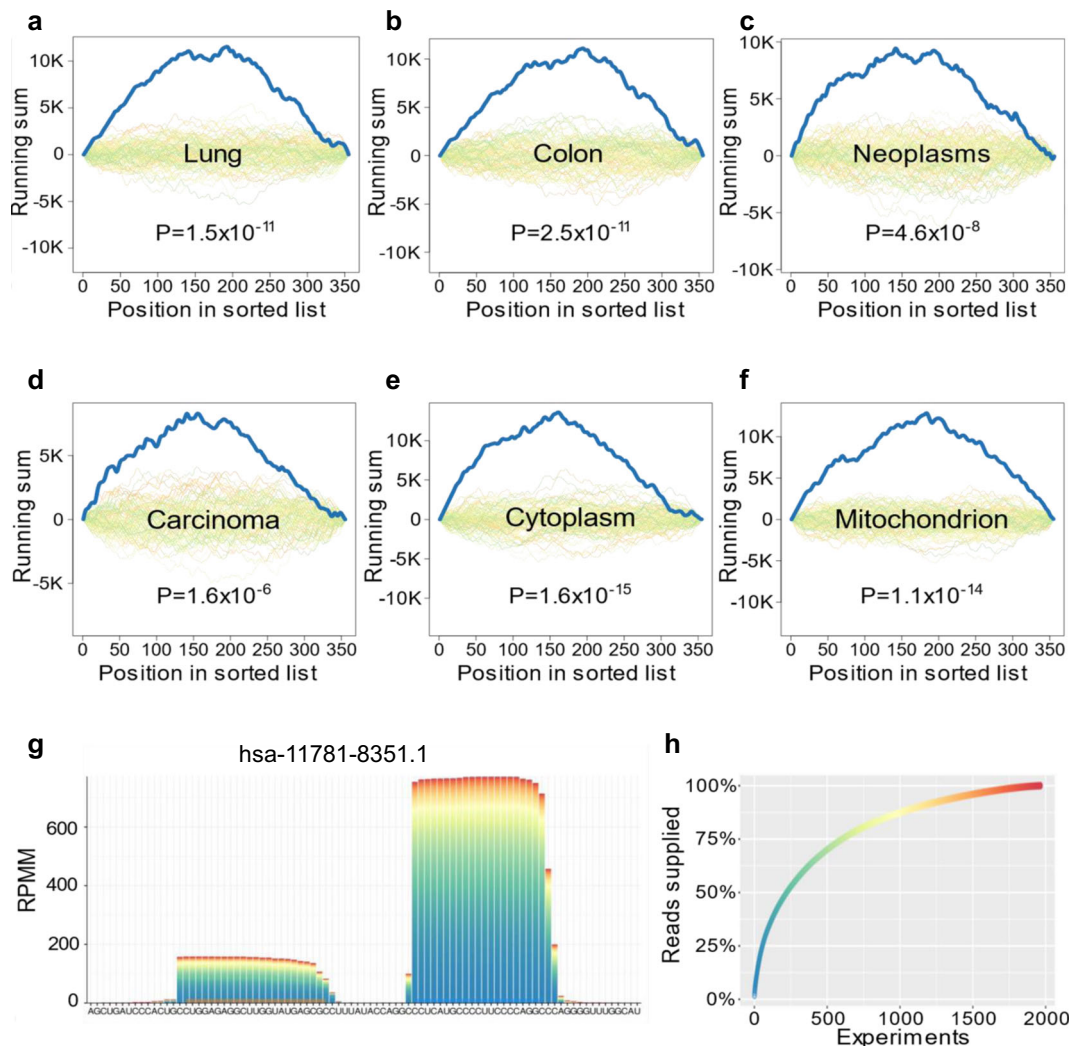 a
b
c
10K
5K
0
-5K
-10K
Running sum
Lung
P=1.5x10-11
0 50 100 150 200 250 300 350
Position in sorted list
10K
5K
0
-5K
-10K
Running sum
Colon
P=2.5x10-11
0 50 100 150 200 250 300 350
Position in sorted list
10K
5K
0
-5K
-10K
Running sum
Neoplasms
P=4.6x10-8
0 50 100 150 200 250 300 350
Position in sorted list
d
e
f
5K
0
-5K
Running sum
Carcinoma
P=1.6x10-6
0 50 100 150 200 250 300 350
Position in sorted list
10K
5K
0
-5K
-10K
Running sum
Cytoplasm
P=1.6x10-15
0 50 100 150 200 250 300 350
Position in sorted list
10K
5K
0
-5K
-10K
Running sum
Mitochondrion
P=1.1x10-14
0 50 100 150 200 250 300 350
Position in sorted list
g
h
hsa-11781-8351.1
600
400
200
0
RPMM
AGCUGAUCCCACUGCCUGGAGAGGCUUGGUAUGAGCGCCUUUAUACCAGGCCCUCAUGCCCCUUCCCCAGGCCCAGGGGUUUGGCAU
100%
75%
50%
25%
0%
Reads supplied
0 500 1000 1500 2000
Experiments